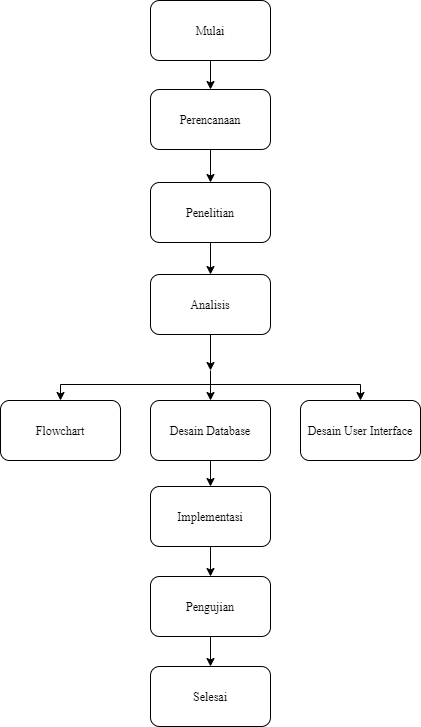 Mulai
Perencanaan
Penelitian
Analisis
Flowchart
Desain Database
Desain User Interface
Implementasi
Pengujian
Selesai